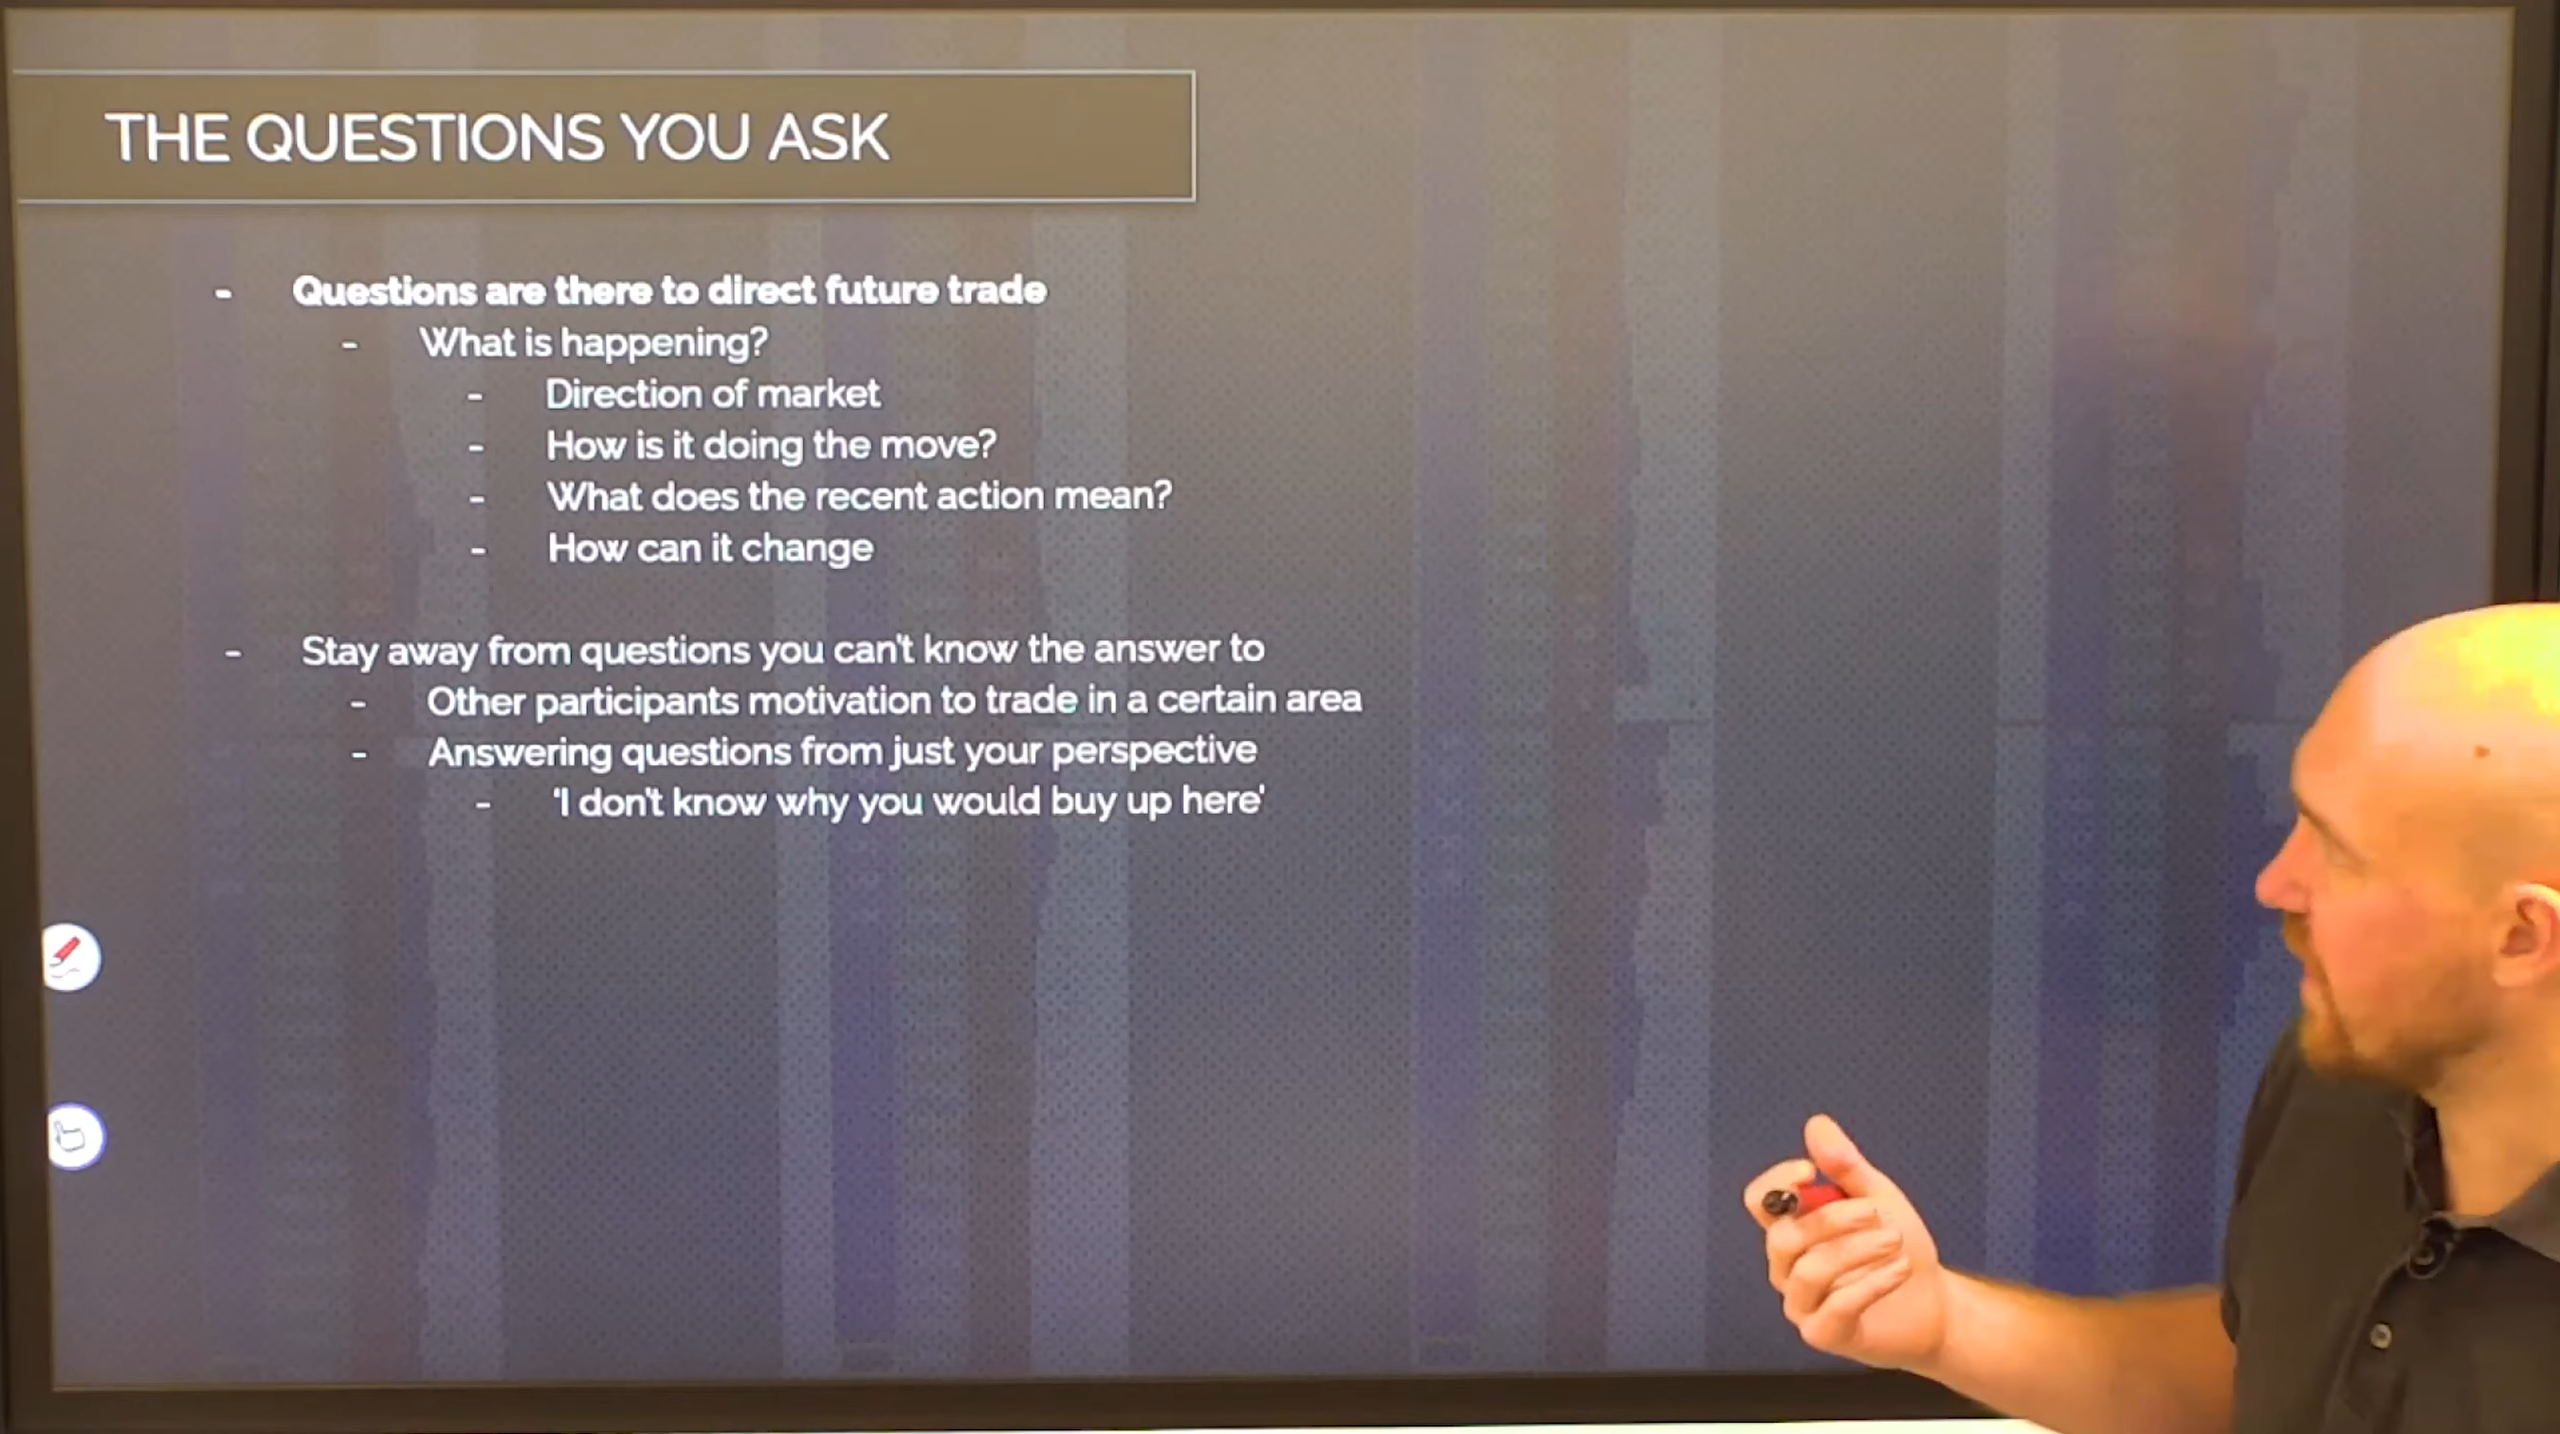 THE QUESTIONS YOU ASK
- Questions are there to direct future trade
- What is happening?
- Direction of market
- How is it doing the move?
- What does the recent action mean?
- How can it change
- Stay away from questions you can't know the answer to
- Other participants motivation to trade in a certain area
- Answering questions from just your perspective
- 'I don't know why you would buy up here'